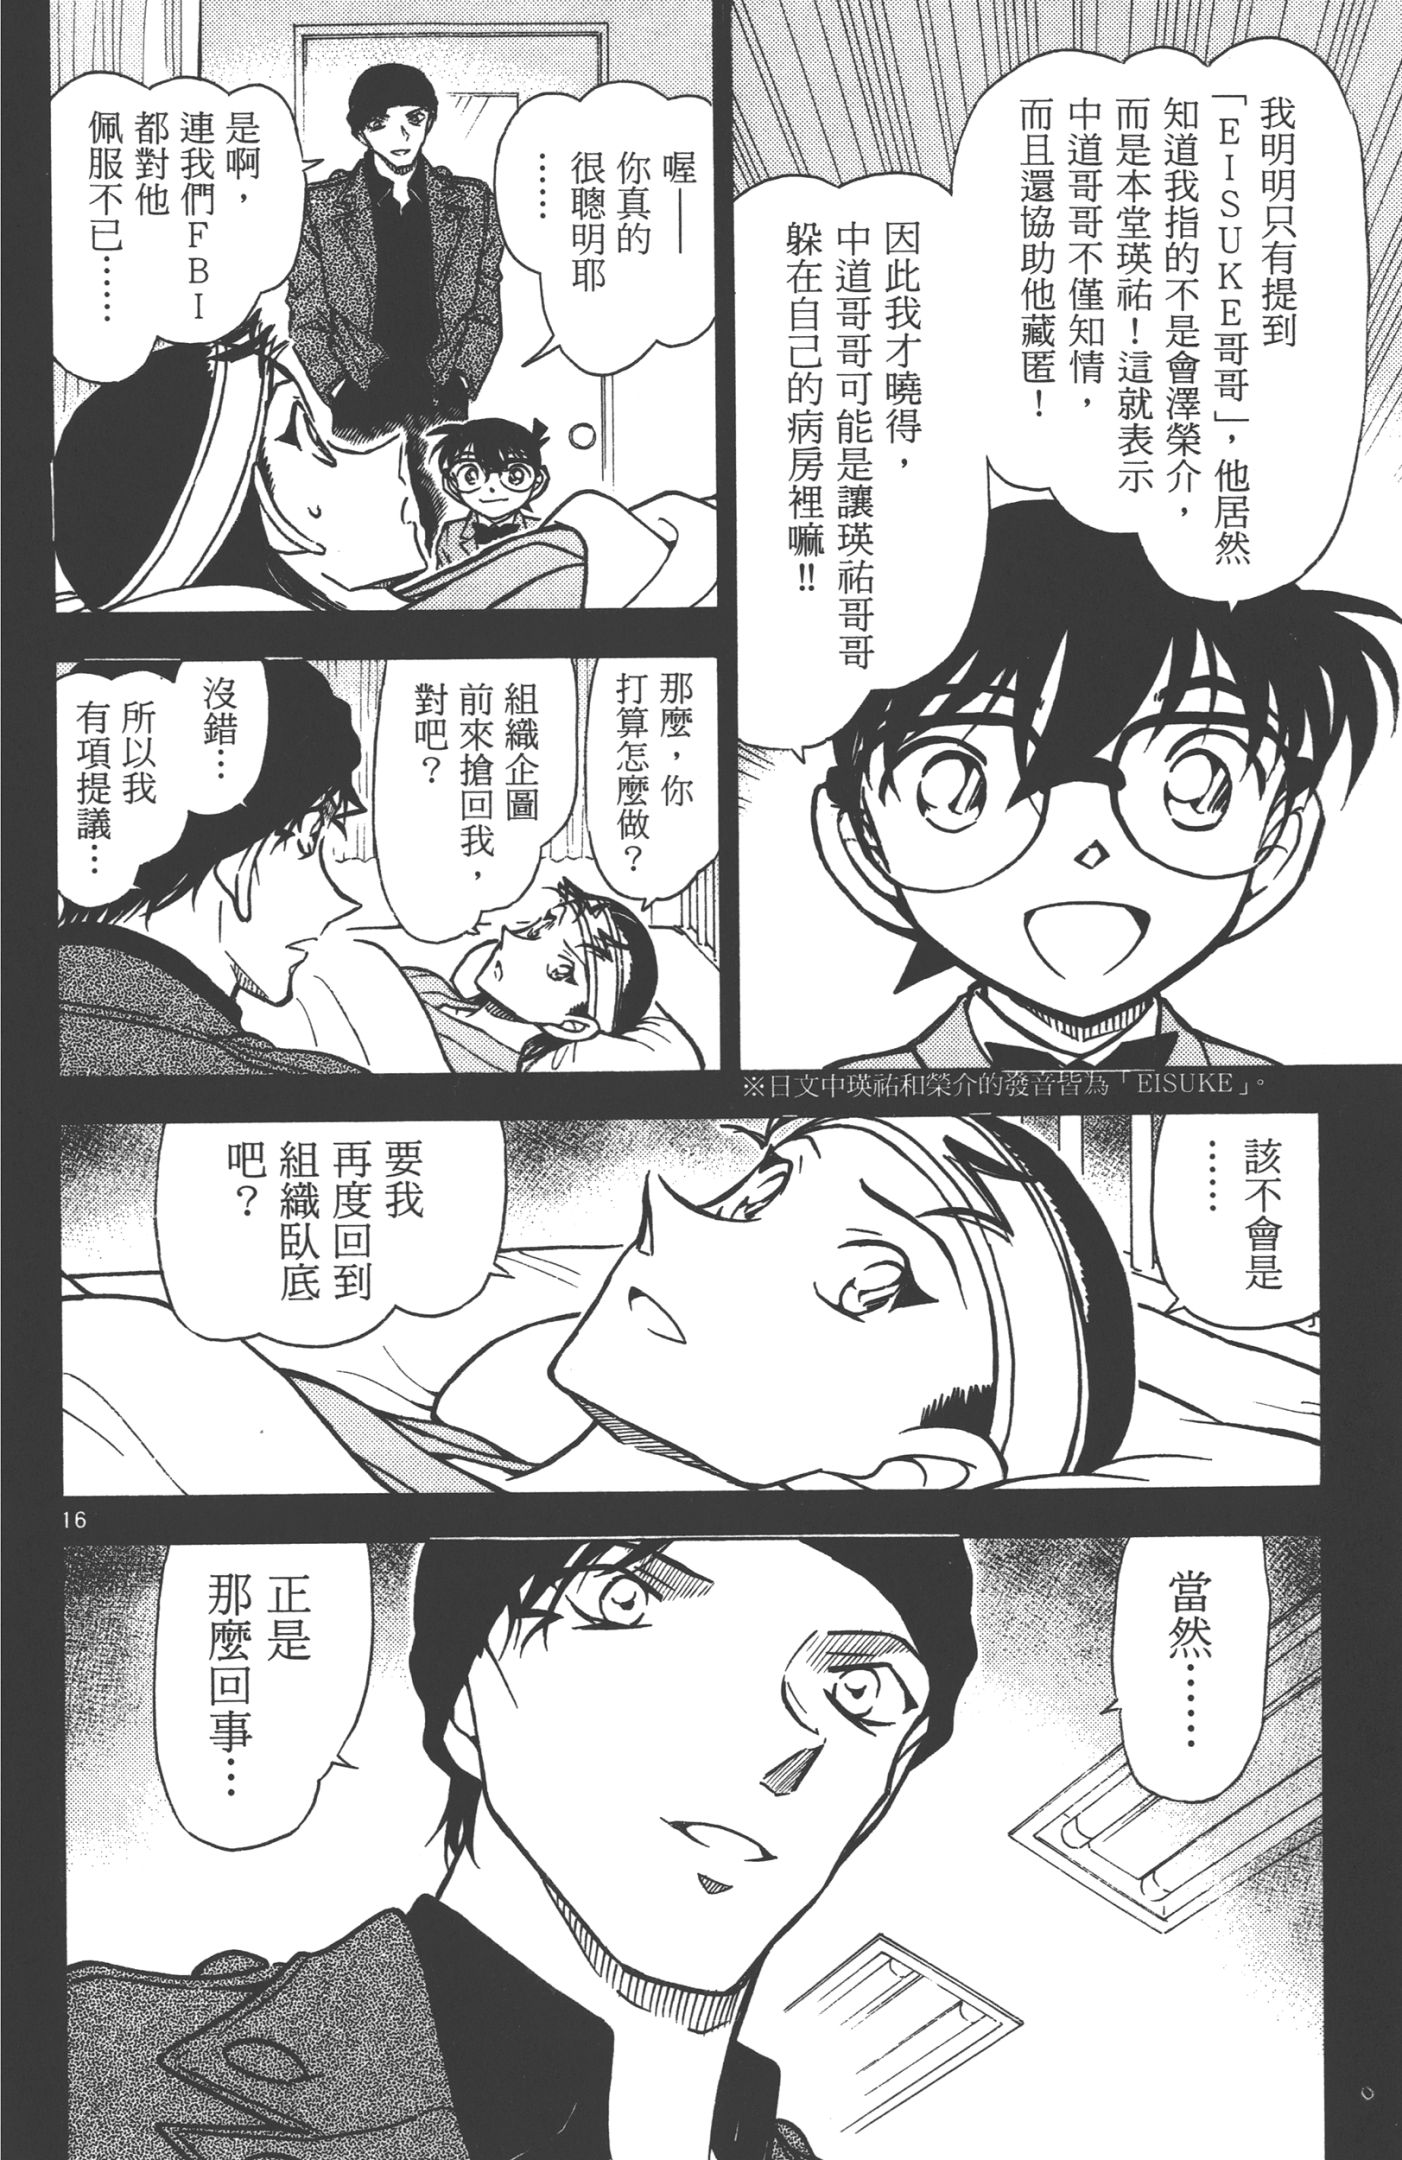 我明明只有提到
「EISUKE哥哥」，他居然
知道我指的不是會澤榮介，
而是本堂瑛祐！這就表示
中道哥哥不僅知情，
而且還協助他藏匿！
因此我才曉得，
中道哥哥可能是讓瑛祐哥哥
躲在自己的病房裡嘛!!
※日文中瑛祐和榮介的發音皆為「EISUKE」。
喔——
你真的
很聰明耶
……
是啊，
連我們FBI
都對他
佩服不已……
那麼，你
打算怎麼做？
組織企圖
前來搶回我，
對吧？
沒錯…
所以我
有項提議…
該不會是
……
要我
再度回到
組織臥底
吧？
當然……
正是
那麼回事…
16